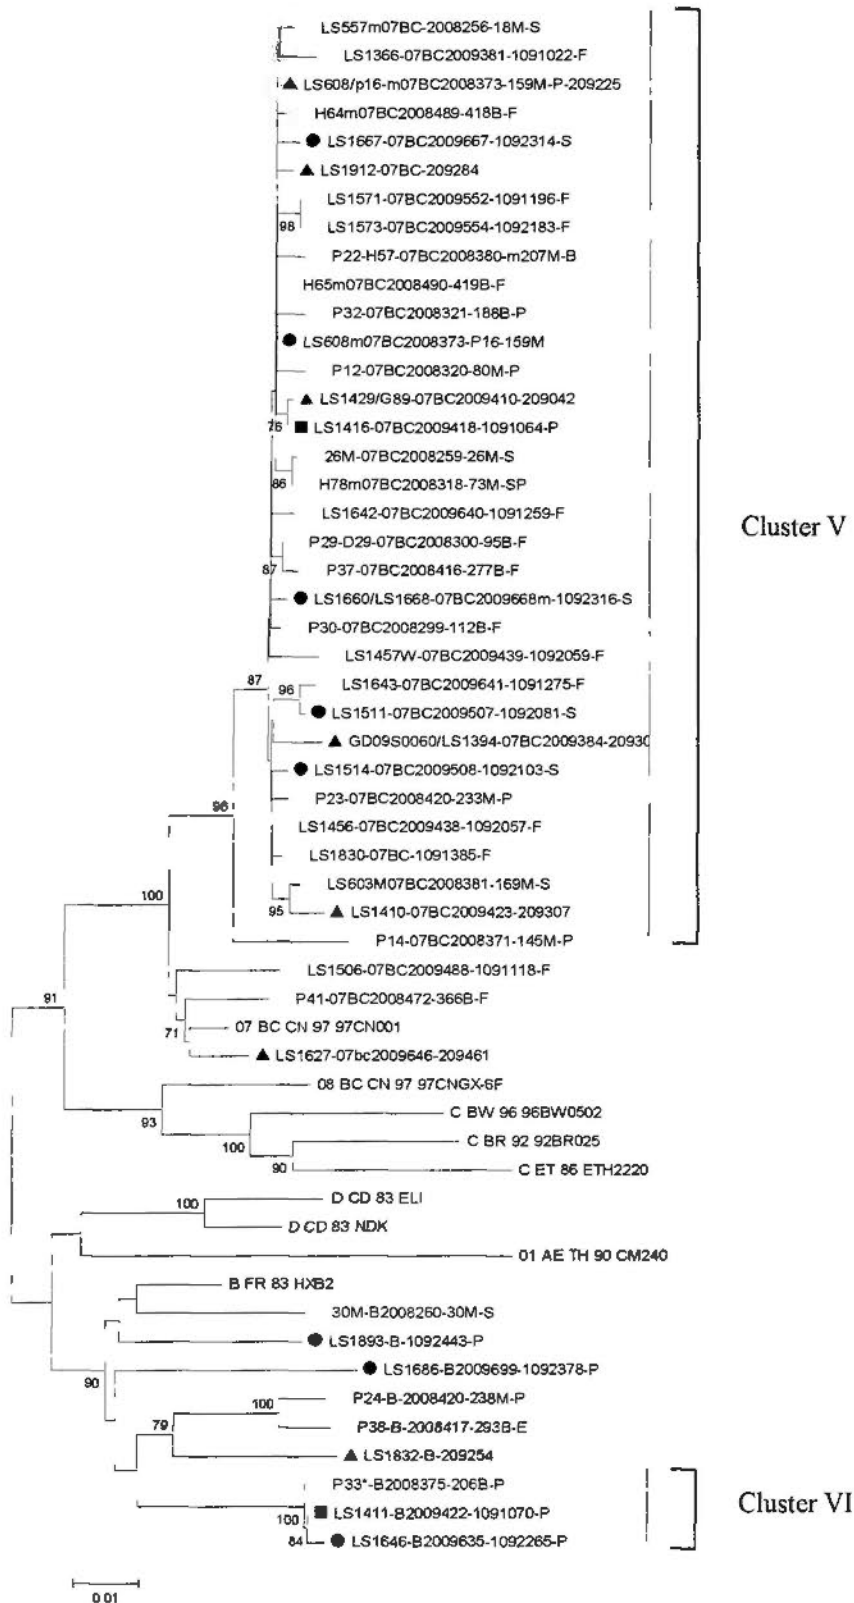 LS557m07BC-2008256-18M-S
LS1366-07BC2009381-1091022-F
LS608/p16-m07BC2008373-159M-P-209225
H64m07BC2008489-418B-F
LS1667-07BC2009667-1092314-S
LS1912-07BC-209284
LS1571-07BC2009552-1091196-F
98
LS1573-07BC2009554-1092183-F
P22-H57-07BC2008380-m207M-B
H65m07BC2008490-419B-F
P32-07BC2008321-188B-P
LS608m07BC2008373-P16-159M
P12-07BC2008320-80M-P
LS1429/G89-07BC2009410-209042
76
LS1416-07BC2009418-1091064-P
26M-07BC2008259-26M-S
86
H78m07BC2008318-73M-SP
LS1642-07BC2009640-1091259-F
Cluster V
P29-D29-07BC2008300-95B-F
87
P37-07BC2008416-277B-F
LS1660/LS1668-07BC2009668m-1092316-S
P30-07BC2008299-112B-F
LS1457W-07BC2009439-1092059-F
87
96
LS1643-07BC2009641-1091275-F
LS1511-07BC2009507-1092081-S
GD09S0060/LS1394-07BC2009384-20930
LS1514-07BC2009508-1092103-S
P23-07BC2008420-233M-P
96
LS1456-07BC2009438-1092057-F
LS1830-07BC-1091385-F
LS603M07BC2008381-169M-S
100
95
LS1410-07BC2009423-209307
P14-07BC2008371-145M-P
LS1506-07BC2009488-1091118-F
91
P41-07BC2008472-366B-F
07 BC CN 97 97CN001
71
LS1627-07bc2009646-209461
08 BC CN 97 97CNGX-6F
93
C BW 96 96BW0502
100
C BR 92 92BR025
90
C ET 86 ETH2220
D CD 83 ELI
100
D CD 83 NDK
01 AE TH 90 CM240
B FR 83 HXB2
30M-B2008260-30M-S
LS1893-B-1092443-P
LS1686-B2009699-1092378-P
90
P24-B-2008420-238M-P
100
P38-B-2008417-293B-E
79
LS1832-B-209254
P33*-B2008375-206B-P
Cluster VI
LS1411-B2009422-1091070-P
100
84
LS1646-B2009635-1092265-P
0.01